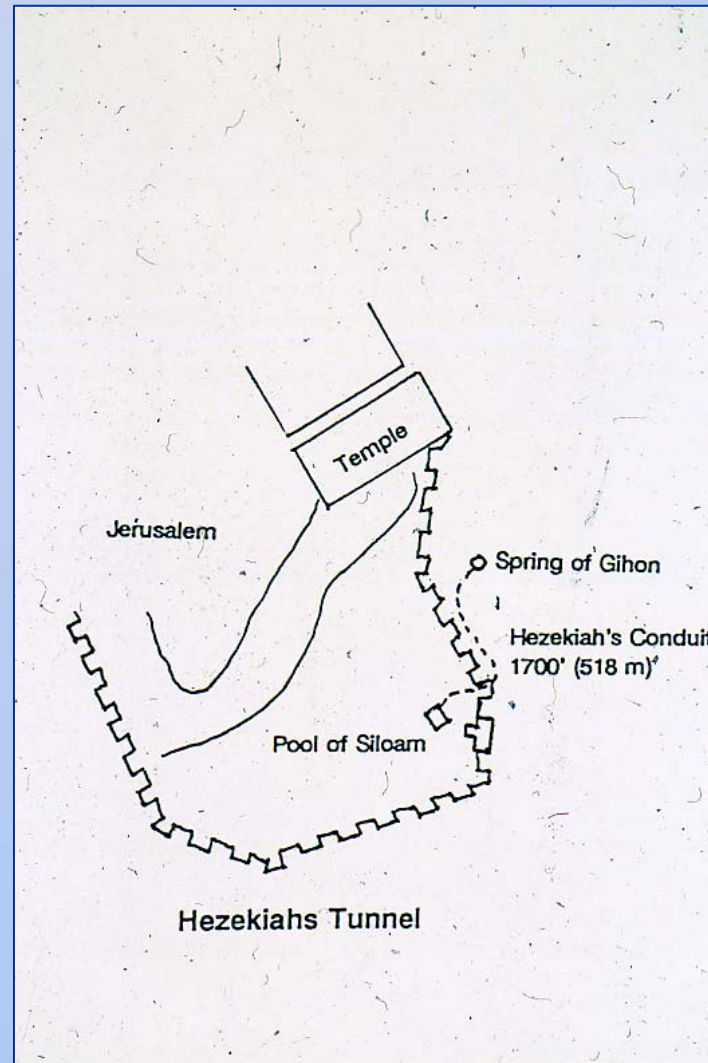 Temple
Jerusalem
Spring of Gihon
Hezekiah's Conduit
1700' (518 m)
Pool of Siloam
Hezekiahs Tunnel